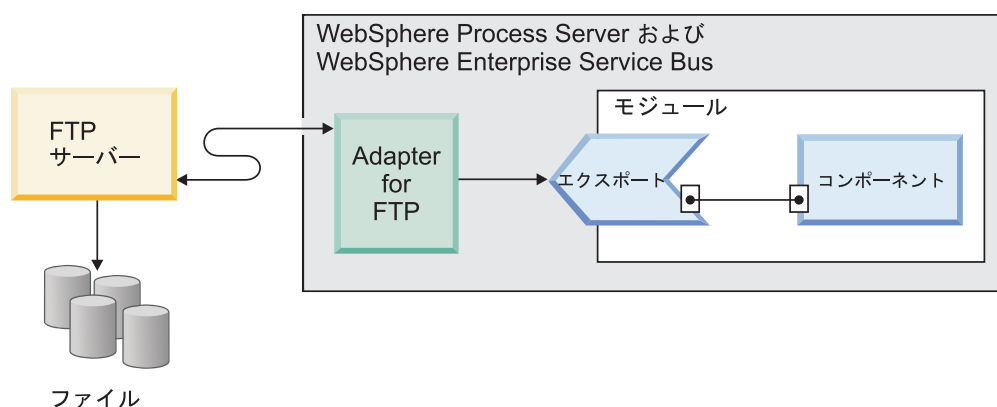 WebSphere Process Server および
WebSphere Enterprise Service Bus
モジュール
FTP
サーバー
Adapter
for
FTP
エクスポート
コンポーネント
ファイル